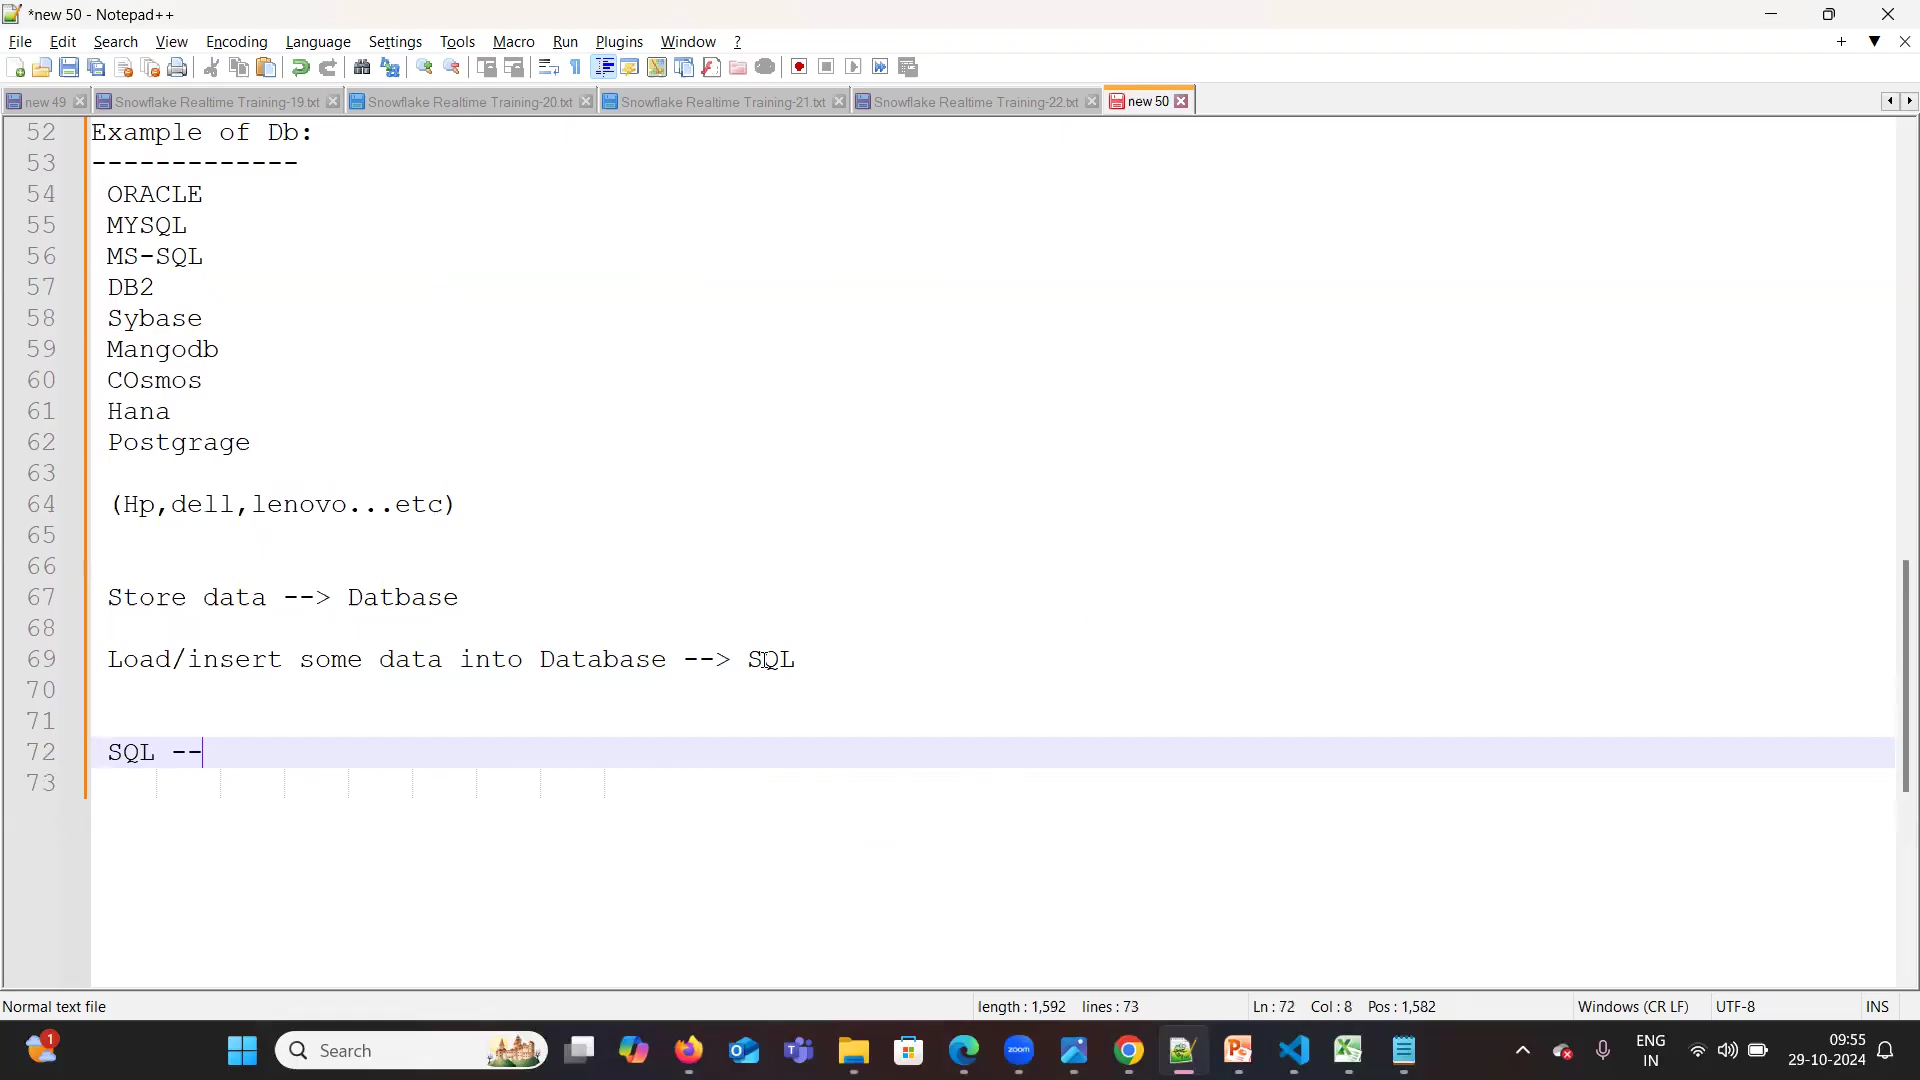 *new 50 - Notepad++
File Edit Search View Encoding Language Settings Tools Macro Run Plugins Window ?
new 49 Snowflake Realtime Training-19.txt Snowflake Realtime Training-20.txt Snowflake Realtime Training-21.txt Snowflake Realtime Training-22.txt new 50
52 Example of Db:
53 -------------
54 ORACLE
55 MYSQL
56 MS-SQL
57 DB2
58 Sybase
59 Mangodb
60 COsmos
61 Hana
62 Postgrage
63
64 (Hp,dell,lenovo...etc)
65
66
67 Store data --> Datbase
68
69 Load/insert some data into Database --> SQL
70
71
72 SQL --
73
Normal text file length : 1,592 lines : 73 Ln : 72 Col : 8 Pos : 1,582 Windows (CR LF) UTF-8 INS
1 Search zoom ENG IN 09:55 29-10-2024